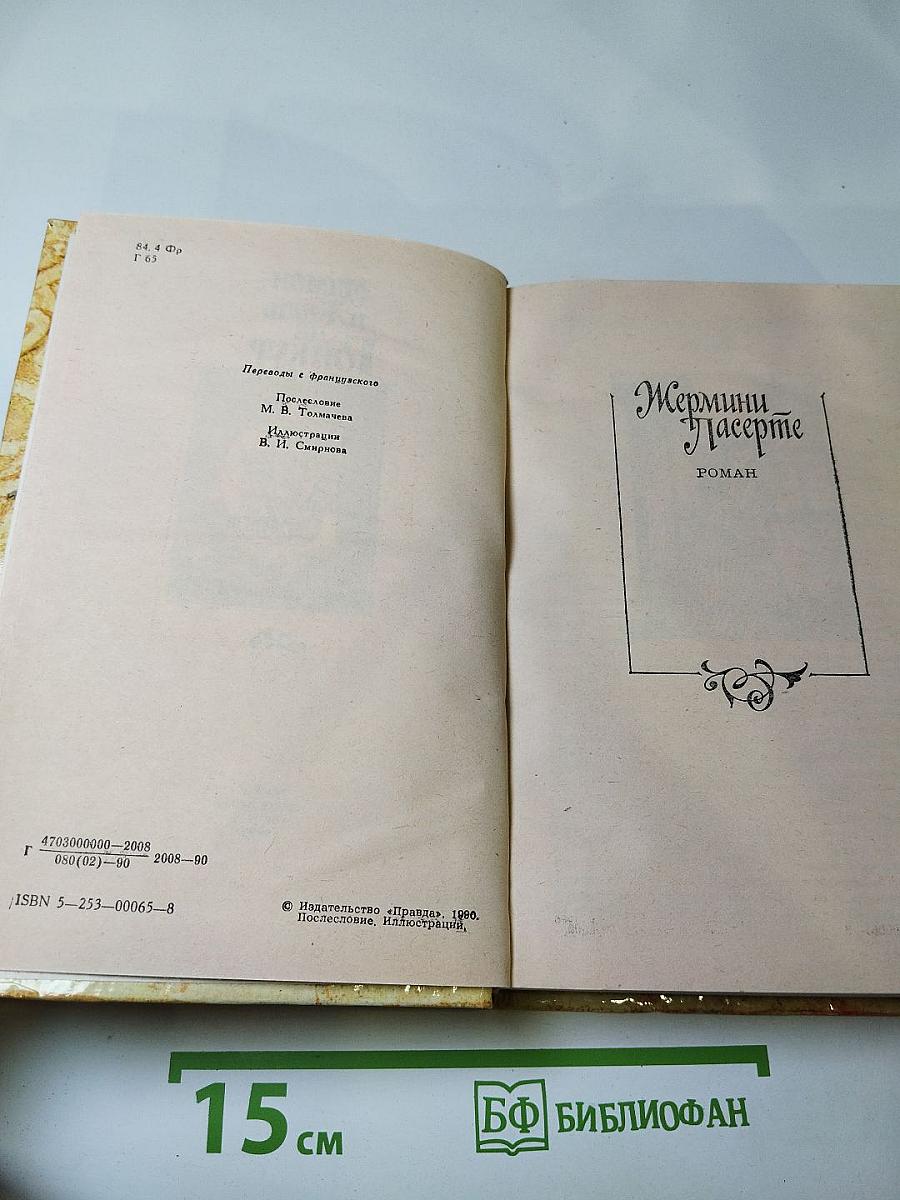 84. 4 Фр
Г 65
Переводы с французского
Послесловие
М. В. Толмачева
Иллюстрации
В. И. Смирнова
Г 4703000000—2008
080(02)—90 2008—90
ISBN 5—253—00065—8
© Издательство «Правда», 1990.
Послесловие. Иллюстрации.
Жермини
Ласерте
РОМАН
15 см
БФ БИБЛИОФАН